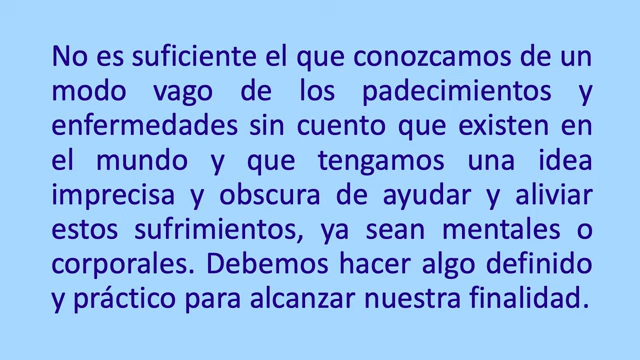 No es suficiente el que conozcamos de un
modo vago de los padecimientos y
enfermedades sin cuento que existen en
el mundo y que tengamos una idea
imprecisa y obscura de ayudar y aliviar
estos sufrimientos, ya sean mentales o
corporales. Debemos hacer algo definido
y práctico para alcanzar nuestra finalidad.